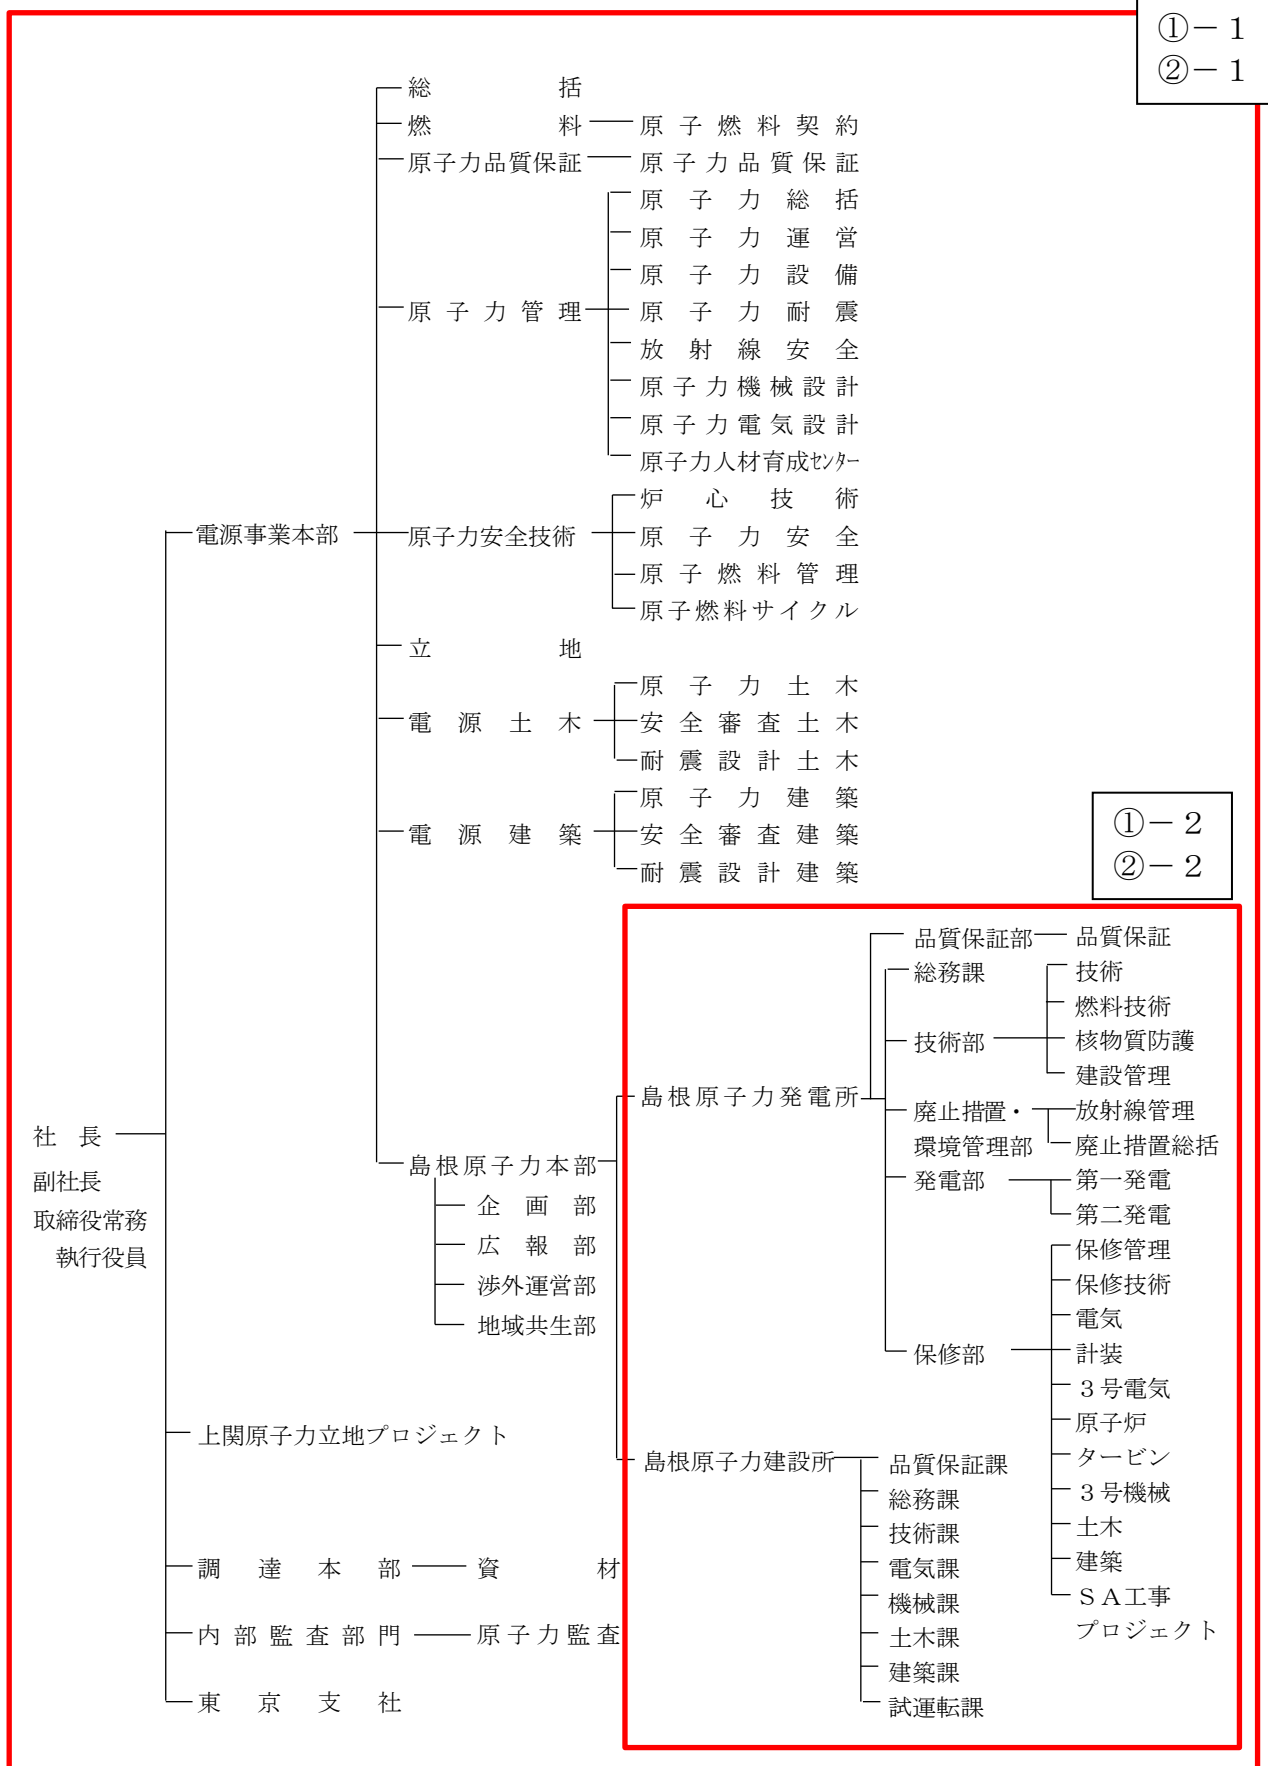 ①－１
②－１
総括
燃料
原子燃料契約
原子力品質保証
原子力品質保証
原子力管理
原子力総括
原子力運営
原子力設備
原子力耐震
放射線安全
原子力機械設計
原子力電気設計
原子力人材育成ｾﾝﾀｰ
電源事業本部
原子力安全技術
炉心技術
原子力安全
原子燃料管理
原子燃料サイクル
立地
電源土木
原子力土木
安全審査土木
耐震設計土木
電源建築
原子力建築
安全審査建築
耐震設計建築
①－２
②－２
社長
副社長
取締役常務
執行役員
島根原子力本部
企画部
広報部
渉外運営部
地域共生部
島根原子力発電所
品質保証部
品質保証
総務課
技術部
技術
燃料技術
核物質防護
建設管理
廃止措置・
環境管理部
放射線管理
廃止措置総括
発電部
第一発電
第二発電
保修部
保修管理
保修技術
電気
計装
３号電気
原子炉
タービン
３号機械
土木
建築
ＳＡ工事
プロジェクト
島根原子力建設所
品質保証課
総務課
技術課
電気課
機械課
土木課
建築課
試運転課
上関原子力立地プロジェクト
調達本部
資材
内部監査部門
原子力監査
東京支社